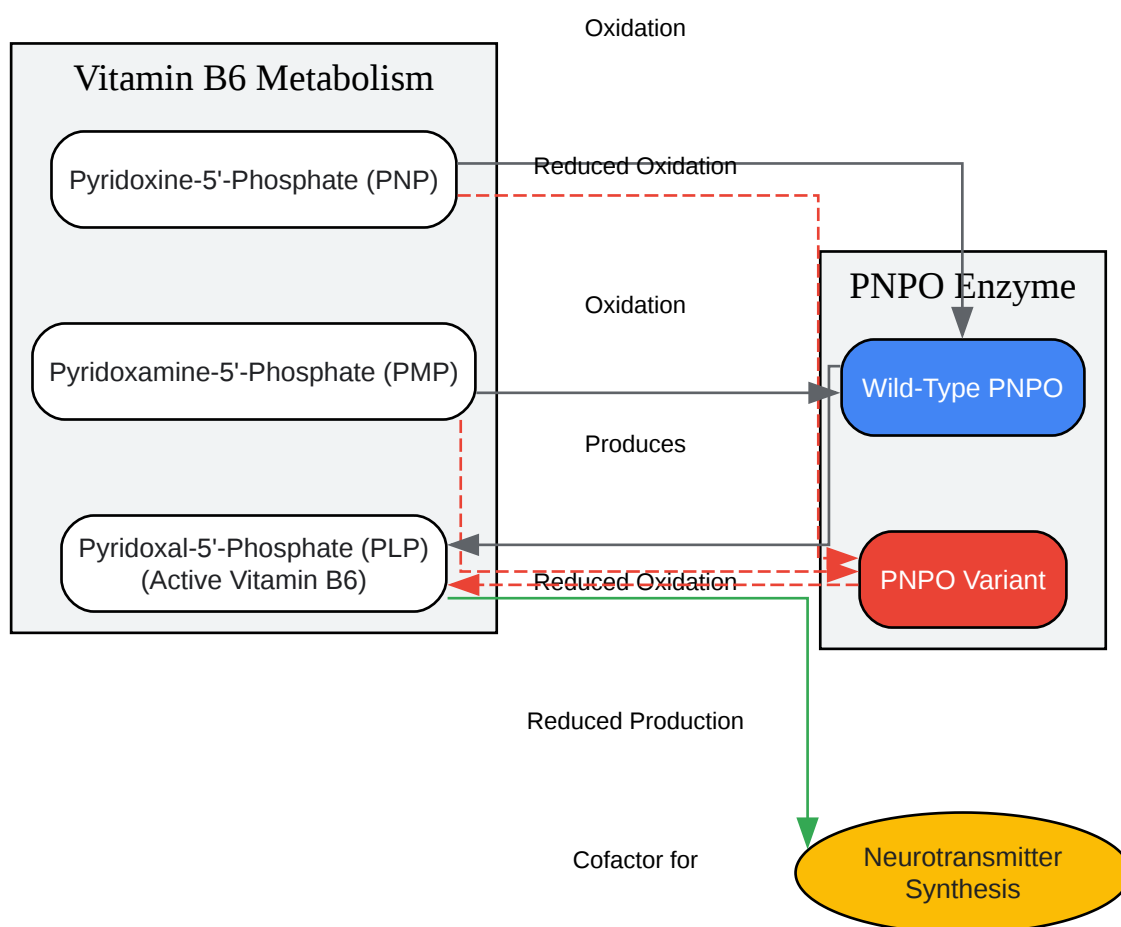 Oxidation
Vitamin B6 Metabolism
Pyridoxine-5'-Phosphate (PNP)
Reduced Oxidation
PNPO Enzyme
Oxidation
Pyridoxamine-5'-Phosphate (PMP)
Wild-Type PNPO
Produces
Pyridoxal-5'-Phosphate (PLP)
(Active Vitamin B6)
Reduced Oxidation
PNPO Variant
Reduced Production
Cofactor for
Neurotransmitter
Synthesis